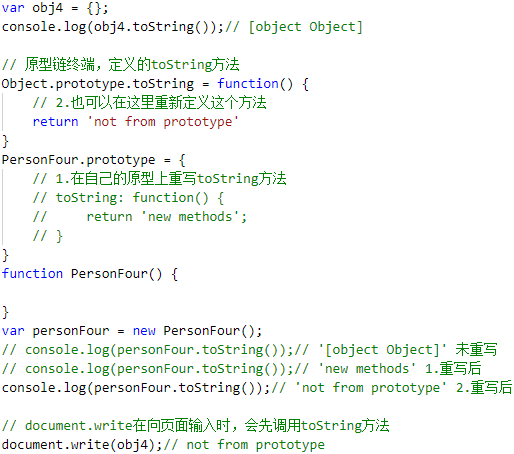 var obj4 = {};
console.log(obj4.toString());// [object Object]
// 原型链终端，定义的toString方法
Object.prototype.toString = function() {
// 2.也可以在这里重新定义这个方法
return 'not from prototype'
}
PersonFour.prototype = {
// 1.在自己的原型上重写toString方法
// toString: function() {
//     return 'new methods';
// }
}
function PersonFour() {
}
var personFour = new PersonFour();
// console.log(personFour.toString());// '[object Object]' 未重写
// console.log(personFour.toString());// 'new methods' 1.重写后
console.log(personFour.toString());// 'not from prototype' 2.重写后
// document.write在向页面输入时，会先调用toString方法
document.write(obj4);// not from prototype